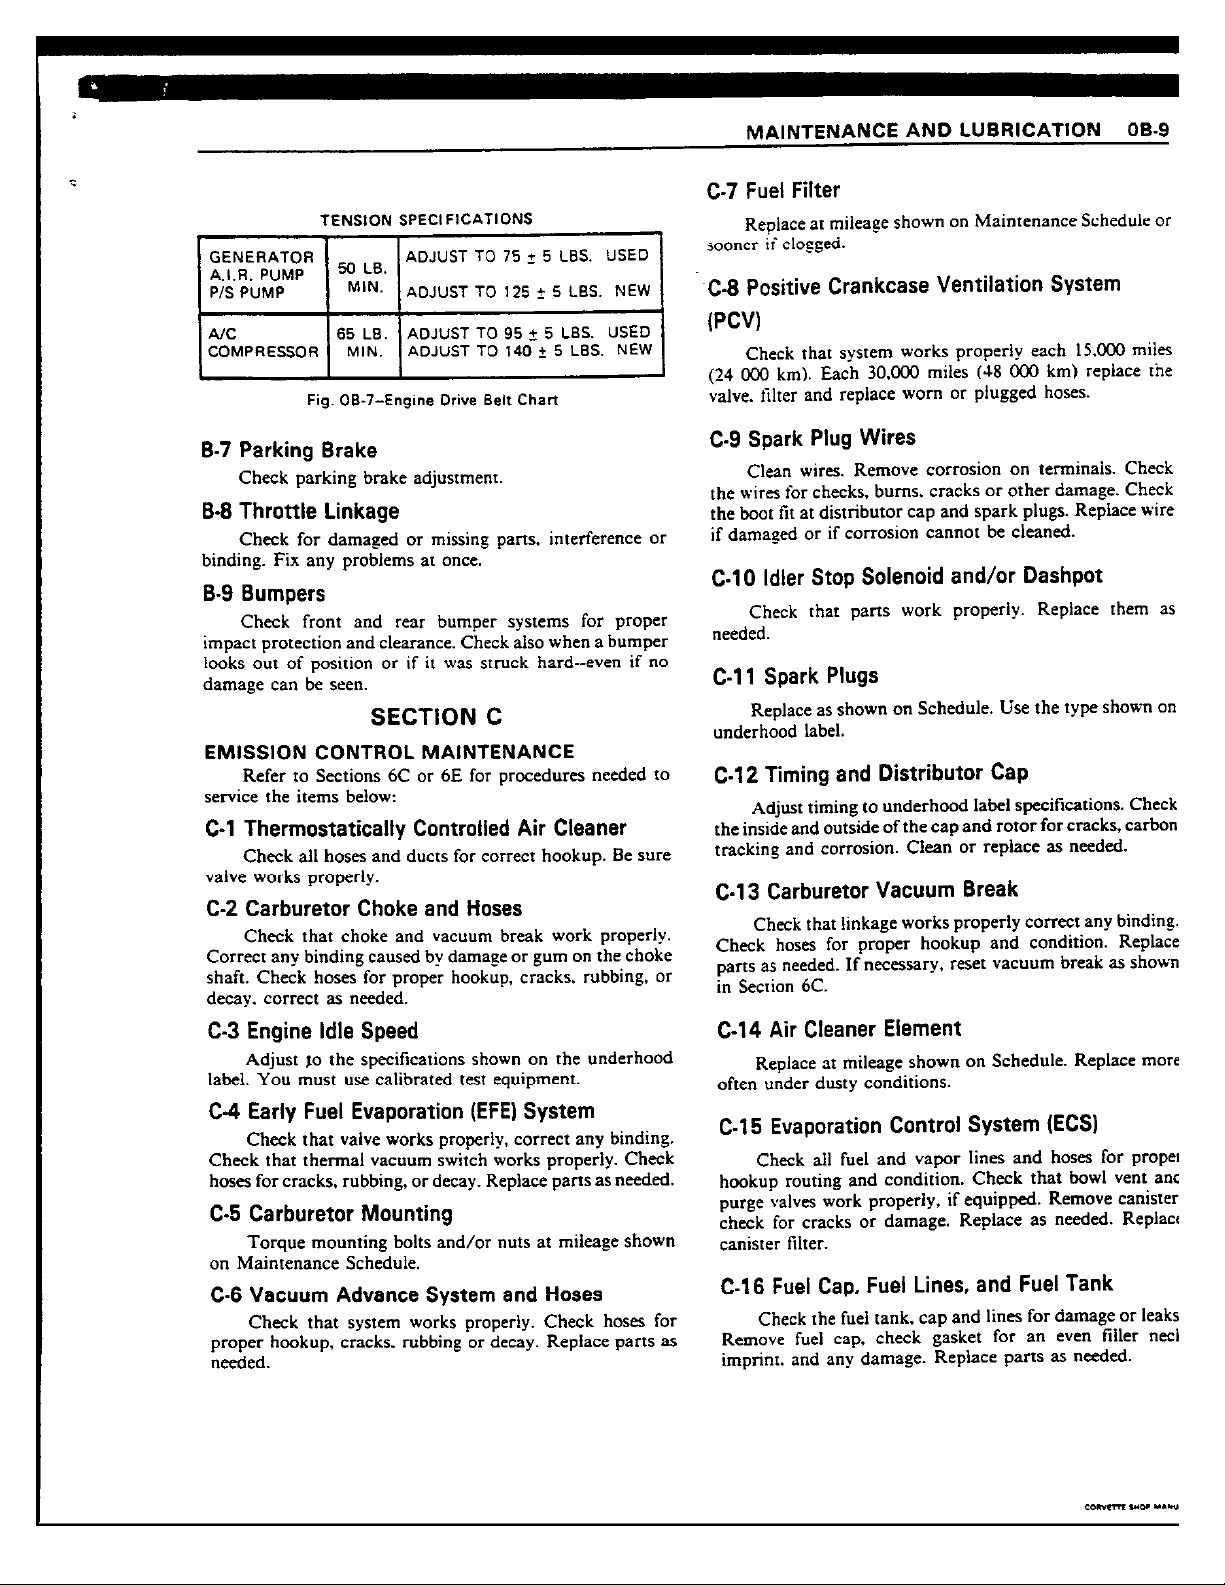 MAINTENANCE AND LUBRICATION 0B-9
TENSION SPECIFICATIONS
GENERATOR
A.I.R. PUMP
P/S PUMP
50 LB.
MIN.
ADJUST TO 75 ± 5 LBS. USED
ADJUST TO 125 ± 5 LBS. NEW
A/C
COMPRESSOR
65 LB.
MIN.
ADJUST TO 95 ± 5 LBS. USED
ADJUST TO 140 ± 5 LBS. NEW
Fig. 0B-7–Engine Drive Belt Chart
B-7 Parking Brake
Check parking brake adjustment.
B-8 Throttle Linkage
Check for damaged or missing parts, interference or
binding. Fix any problems at once.
B-9 Bumpers
Check front and rear bumper systems for proper
impact protection and clearance. Check also when a bumper
looks out of position or if it was struck hard--even if no
damage can be seen.
SECTION C
EMISSION CONTROL MAINTENANCE
Refer to Sections 6C or 6E for procedures needed to
service the items below:
C-1 Thermostatically Controlled Air Cleaner
Check all hoses and ducts for correct hookup. Be sure
valve works properly.
C-2 Carburetor Choke and Hoses
Check that choke and vacuum break work properly.
Correct any binding caused by damage or gum on the choke
shaft. Check hoses for proper hookup, cracks, rubbing, or
decay, correct as needed.
C-3 Engine Idle Speed
Adjust to the specifications shown on the underhood
label. You must use calibrated test equipment.
C-4 Early Fuel Evaporation (EFE) System
Check that valve works properly, correct any binding.
Check that thermal vacuum switch works properly. Check
hoses for cracks, rubbing, or decay. Replace parts as needed.
C-5 Carburetor Mounting
Torque mounting bolts and/or nuts at mileage shown
on Maintenance Schedule.
C-6 Vacuum Advance System and Hoses
Check that system works properly. Check hoses for
proper hookup, cracks, rubbing or decay. Replace parts as
needed.
C-7 Fuel Filter
Replace at mileage shown on Maintenance Schedule or
sooner if clogged.
C-8 Positive Crankcase Ventilation System
(PCV)
Check that system works properly each 15,000 miles
(24 000 km). Each 30,000 miles (48 000 km) replace the
valve, filter and replace worn or plugged hoses.
C-9 Spark Plug Wires
Clean wires. Remove corrosion on terminals. Check
the wires for checks, burns, cracks or other damage. Check
the boot fit at distributor cap and spark plugs. Replace wire
if damaged or if corrosion cannot be cleaned.
C-10 Idler Stop Solenoid and/or Dashpot
Check that parts work properly. Replace them as
needed.
C-11 Spark Plugs
Replace as shown on Schedule. Use the type shown on
underhood label.
C-12 Timing and Distributor Cap
Adjust timing to underhood label specifications. Check
the inside and outside of the cap and rotor for cracks, carbon
tracking and corrosion. Clean or replace as needed.
C-13 Carburetor Vacuum Break
Check that linkage works properly correct any binding.
Check hoses for proper hookup and condition. Replace
parts as needed. If necessary, reset vacuum break as shown
in Section 6C.
C-14 Air Cleaner Element
Replace at mileage shown on Schedule. Replace more
often under dusty conditions.
C-15 Evaporation Control System (ECS)
Check all fuel and vapor lines and hoses for proper
hookup routing and condition. Check that bowl vent and
purge valves work properly, if equipped. Remove canister
check for cracks or damage. Replace as needed. Replace
canister filter.
C-16 Fuel Cap, Fuel Lines, and Fuel Tank
Check the fuel tank, cap and lines for damage or leaks
Remove fuel cap, check gasket for an even filler neck
imprint, and any damage. Replace parts as needed.
CORVETTE SHOP MANU